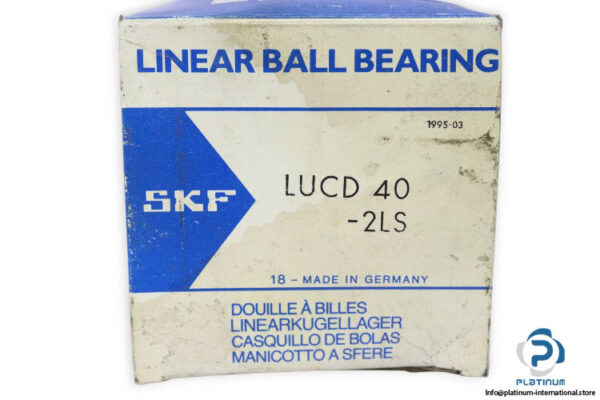 LINEAR BALL BEARING
1995-03
SKF
LUCD 40
-2LS
18 – MADE IN GERMANY
DOUILLE À BILLES
LINEARKUGELLAGER
CASQUILLO DE BOLAS
MANICOTTO A SFERE
PLATINUM
Info@platinum-international.store